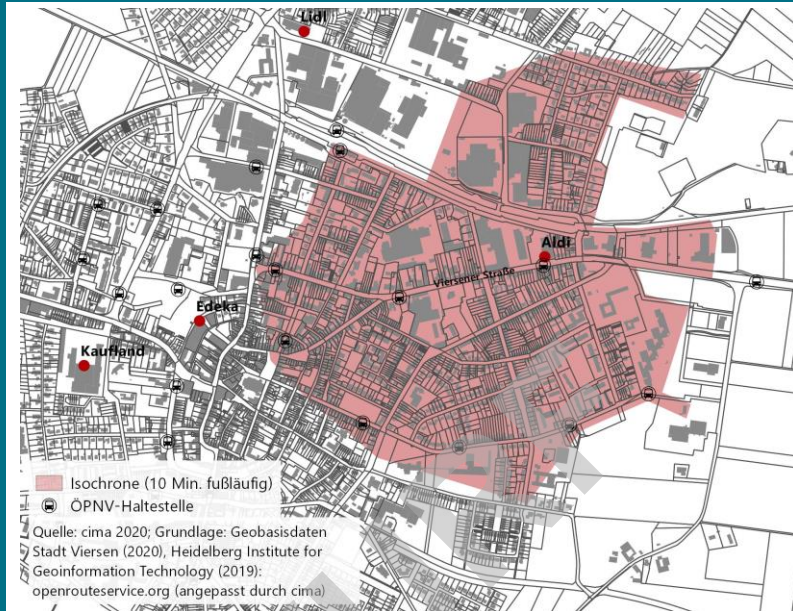 Lidl
Aldi
Viersener Straße
Edeka
Kaufland
Isochrone (10 Min. fußläufig)
ÖPNV-Haltestelle
Quelle: cima 2020; Grundlage: Geobasisdaten
Stadt Viersen (2020), Heidelberg Institute for
Geoinformation Technology (2019):
openrouteservice.org (angepasst durch cima)